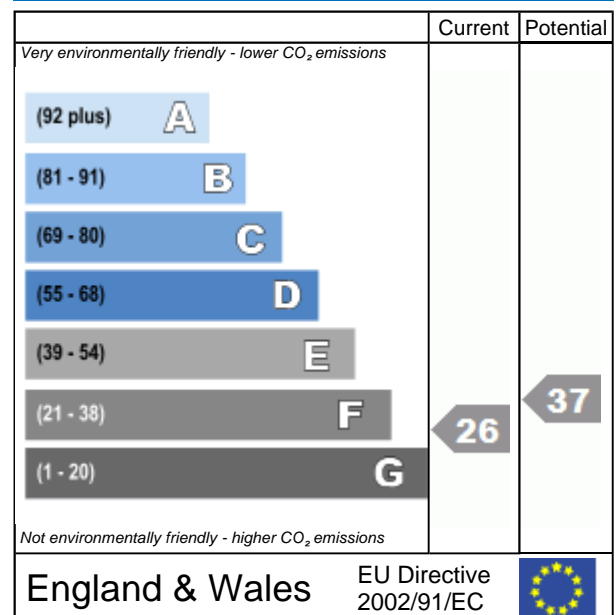 Current Potential
Very environmentally friendly - lower CO₂ emissions
(92 plus) A
(81 - 91) B
(69 - 80) C
(55 - 68) D
(39 - 54) E
(21 - 38) F
(1 - 20) G
26
37
Not environmentally friendly - higher CO₂ emissions
England & Wales
EU Directive
2002/91/EC